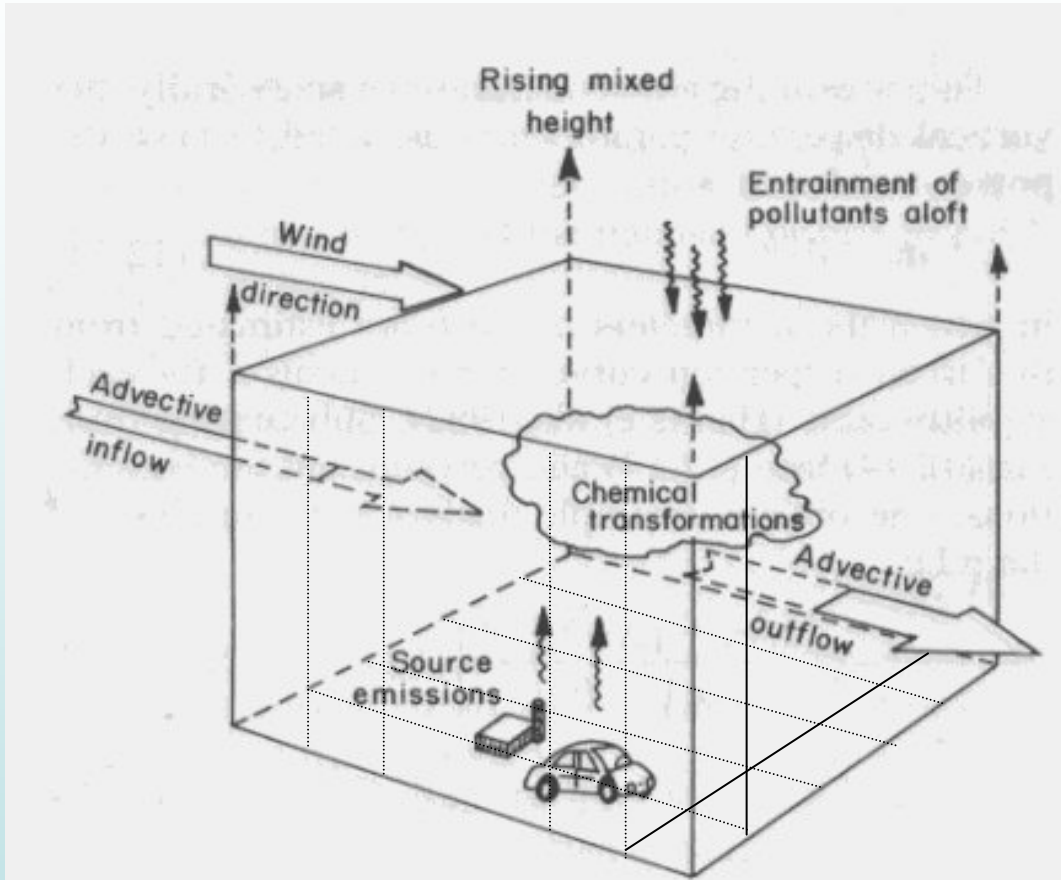 Rising mixed
height
Entrainment of
pollutants aloft
Wind
direction
Advective
inflow
Chemical
transformations
Advective
outflow
Source
emissions